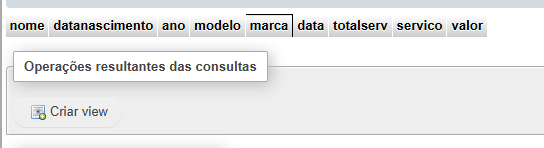 nome datanascimento ano modelo marca data totalserv servico valor
Operações resultantes das consultas
Criar view